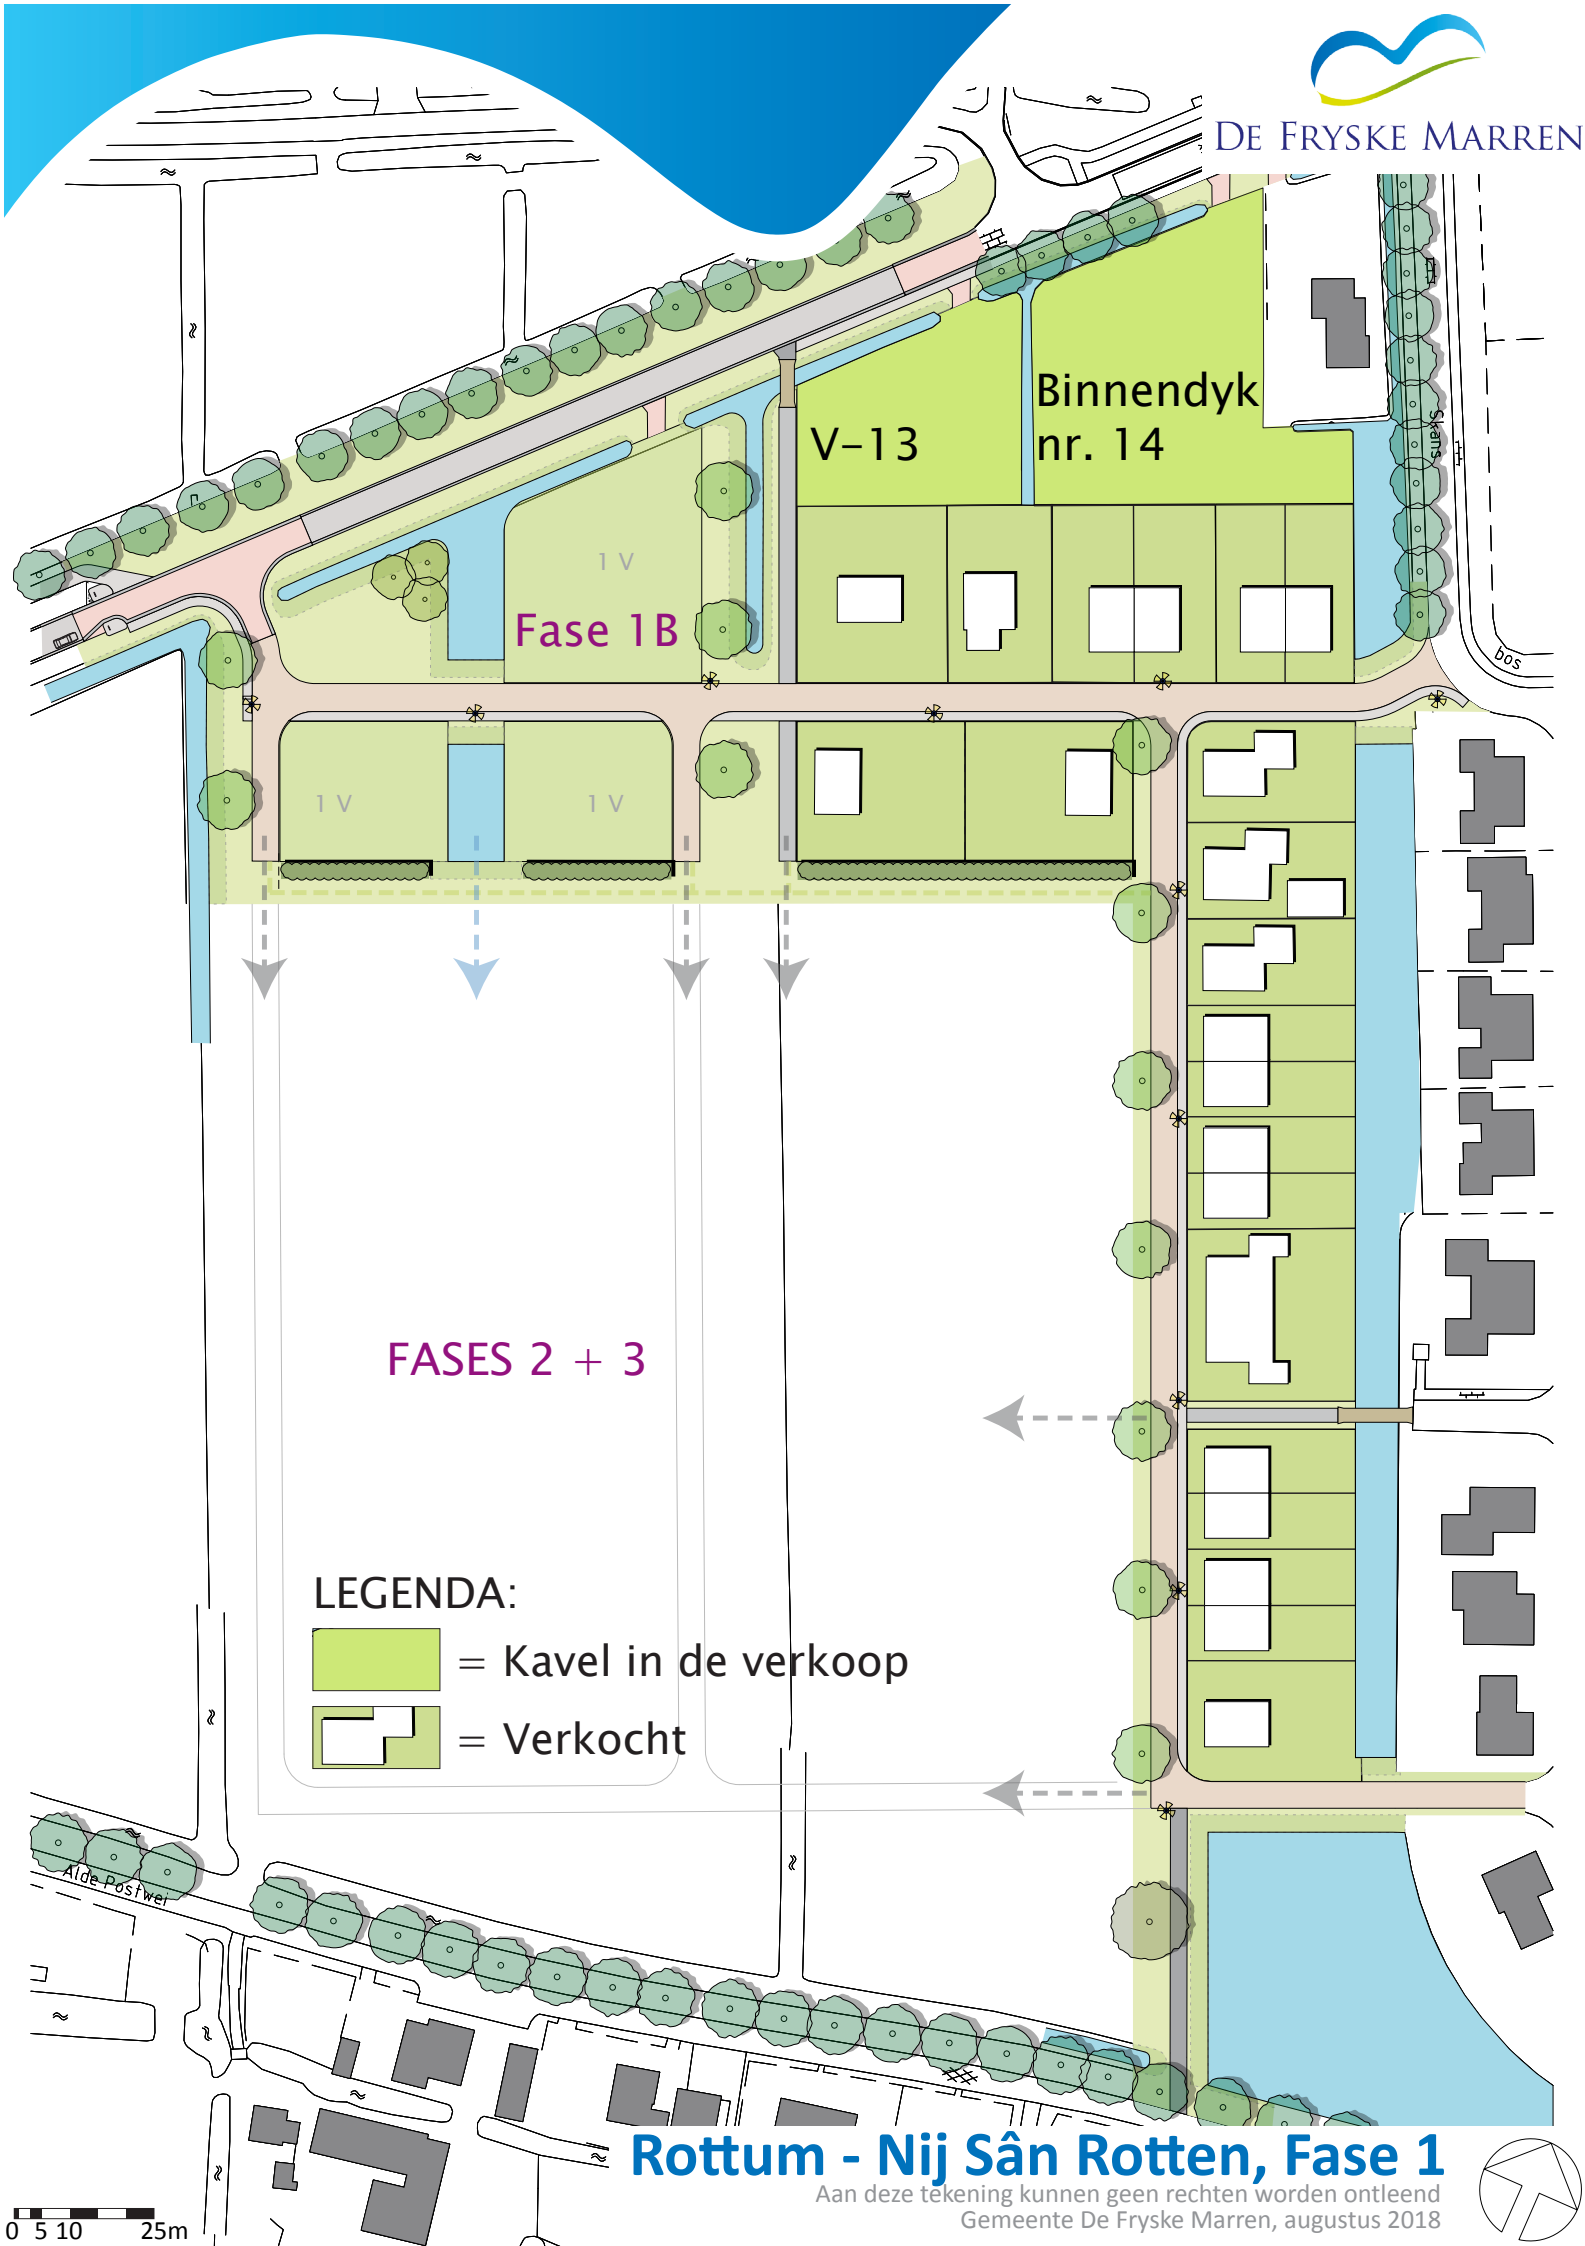 DE FRYSKE MARREN
Skans
Binnendyk
nr. 14
V-13
1 V
Fase 1B
bos
1 V
1 V
FASES 2 + 3
LEGENDA:
= Kavel in de verkoop
= Verkocht
Alde Postwei
Rottum - Nij Sân Rotten, Fase 1
Aan deze tekening kunnen geen rechten worden ontleend
Gemeente De Fryske Marren, augustus 2018
0 5 10 25m